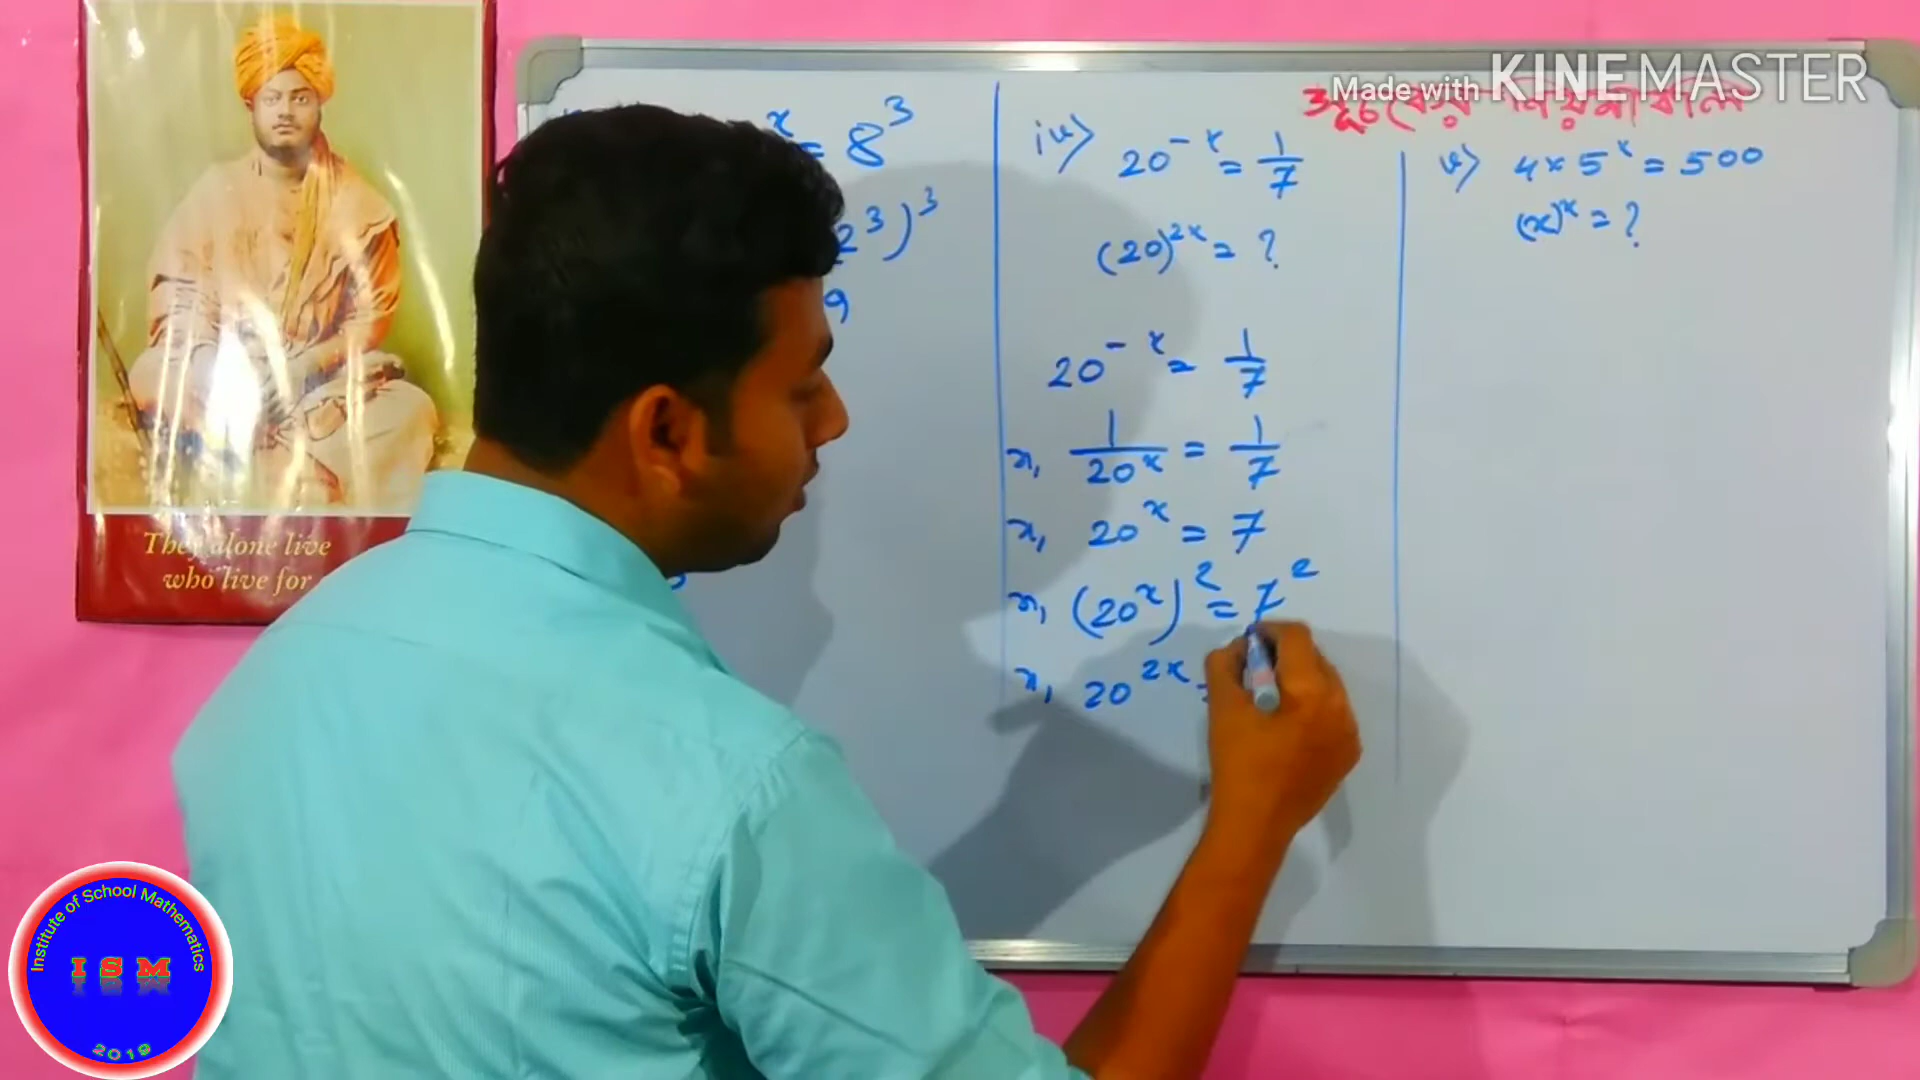 Made with KINEMASTER
সূচকের নিয়মাবলি
x = 8³
2³)³
9
iv) 20⁻ˣ = 1/7
(20)²ˣ = ?
20⁻ˣ = 1/7
বা, 1/20ˣ = 1/7
বা, 20ˣ = 7
বা, (20ˣ)² = 7²
বা, 20²ˣ =
v) 4 × 5ˣ = 500
(x)ˣ = ?
They alone live
who live for
Institute of School Mathematics
ISM
2019